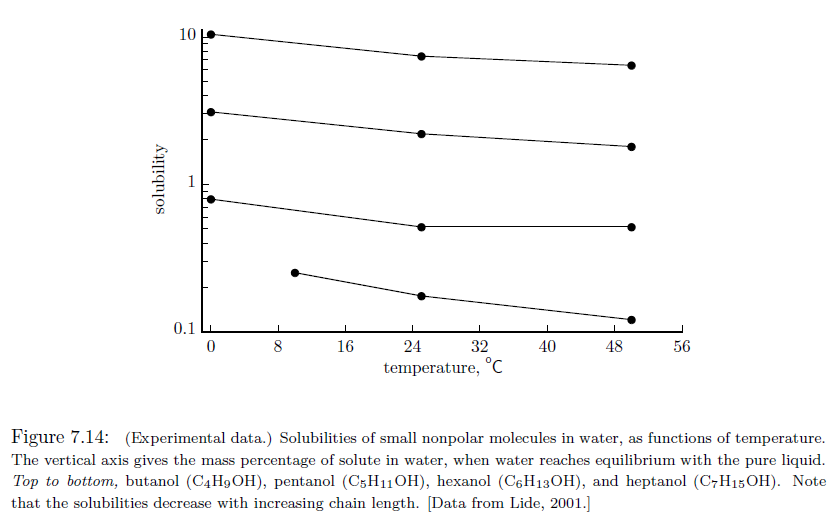 10
1
0.1
solubility
0 8 16 24 32 40 48 56
temperature, °C
Figure 7.14: (Experimental data.) Solubilities of small nonpolar molecules in water, as functions of temperature.
The vertical axis gives the mass percentage of solute in water, when water reaches equilibrium with the pure liquid.
Top to bottom, butanol (C₄H₉OH), pentanol (C₅H₁₁OH), hexanol (C₆H₁₃OH), and heptanol (C₇H₁₅OH). Note
that the solubilities decrease with increasing chain length. [Data from Lide, 2001.]